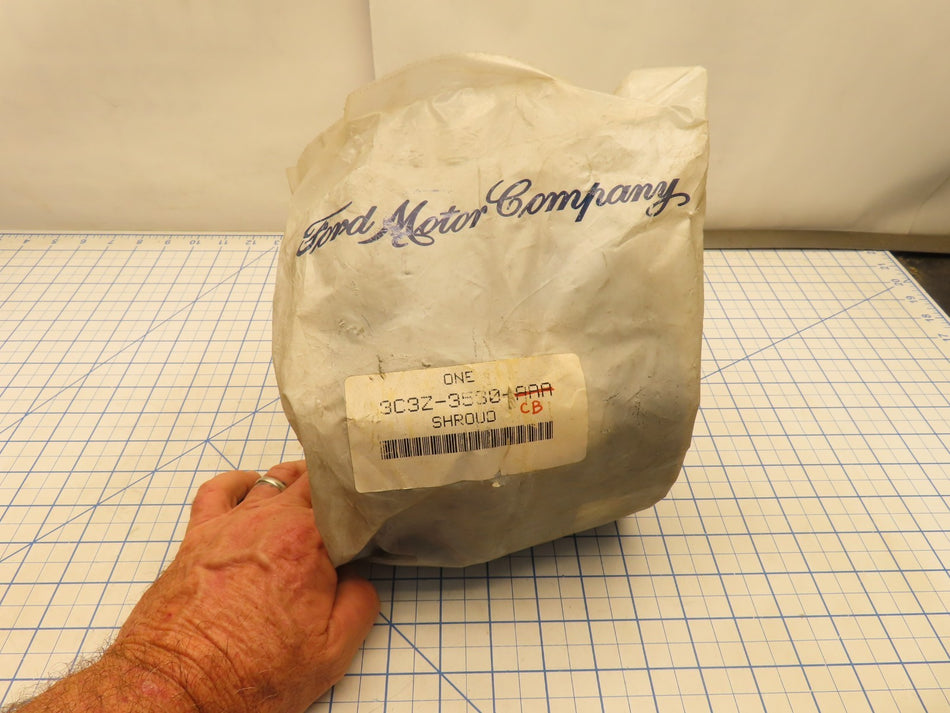 Ford Motor Company
ONE
3C3Z-3530-AAA
CB
SHROUD